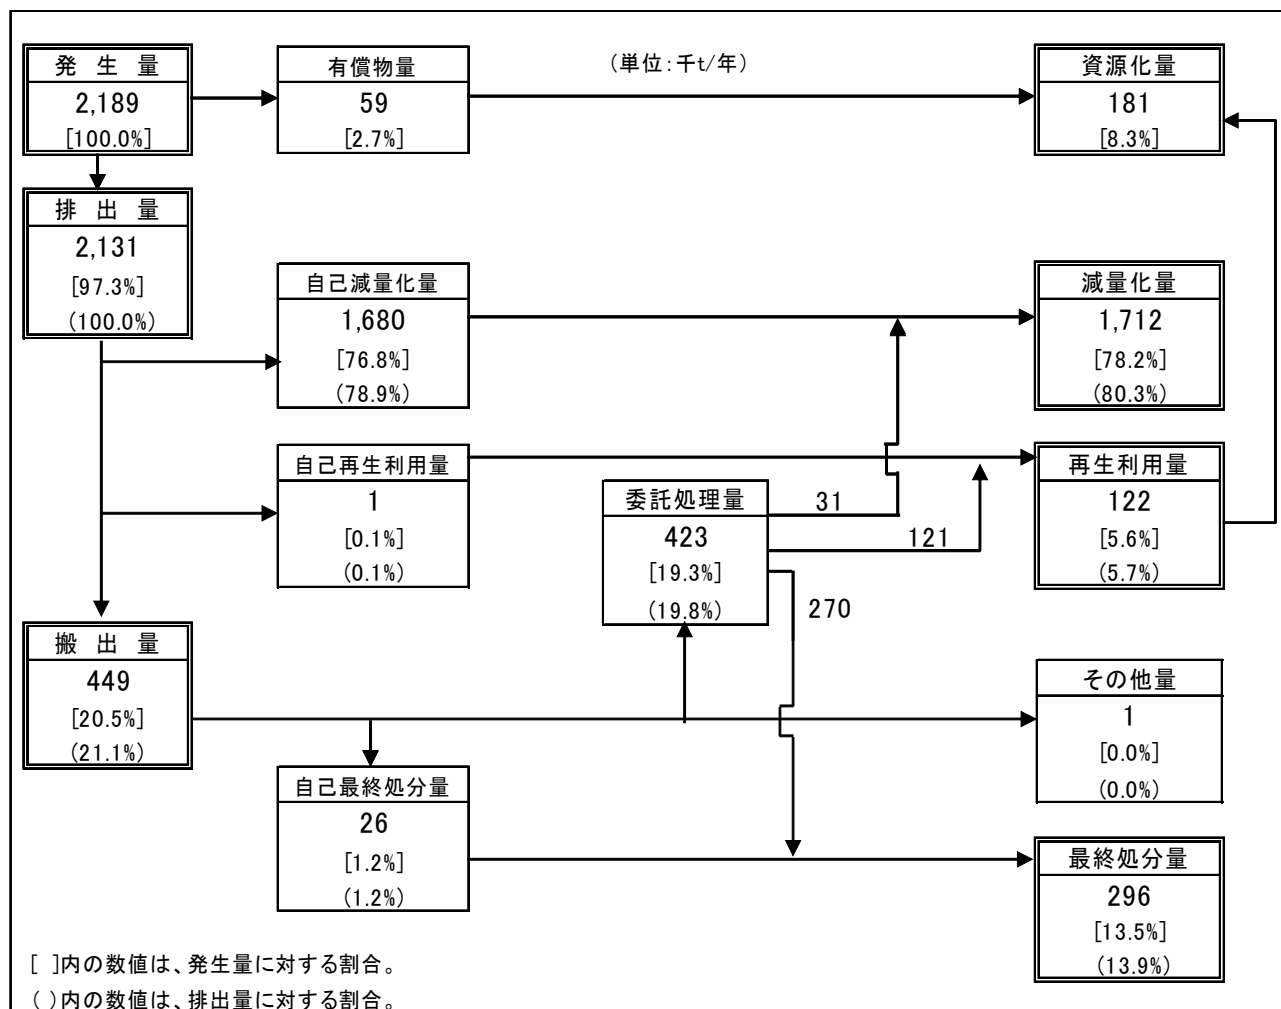 発 生 量
2,189
[100.0%]
有償物量
59
[2.7%]
(単位:千t/年)
資源化量
181
[8.3%]
排 出 量
2,131
[97.3%]
(100.0%)
自己減量化量
1,680
[76.8%]
(78.9%)
減量化量
1,712
[78.2%]
(80.3%)
自己再生利用量
1
[0.1%]
(0.1%)
委託処理量
423
[19.3%]
(19.8%)
31
121
270
再生利用量
122
[5.6%]
(5.7%)
搬 出 量
449
[20.5%]
(21.1%)
その他量
1
[0.0%]
(0.0%)
自己最終処分量
26
[1.2%]
(1.2%)
最終処分量
296
[13.5%]
(13.9%)
[ ]内の数値は、発生量に対する割合。
( )内の数値は、排出量に対する割合。